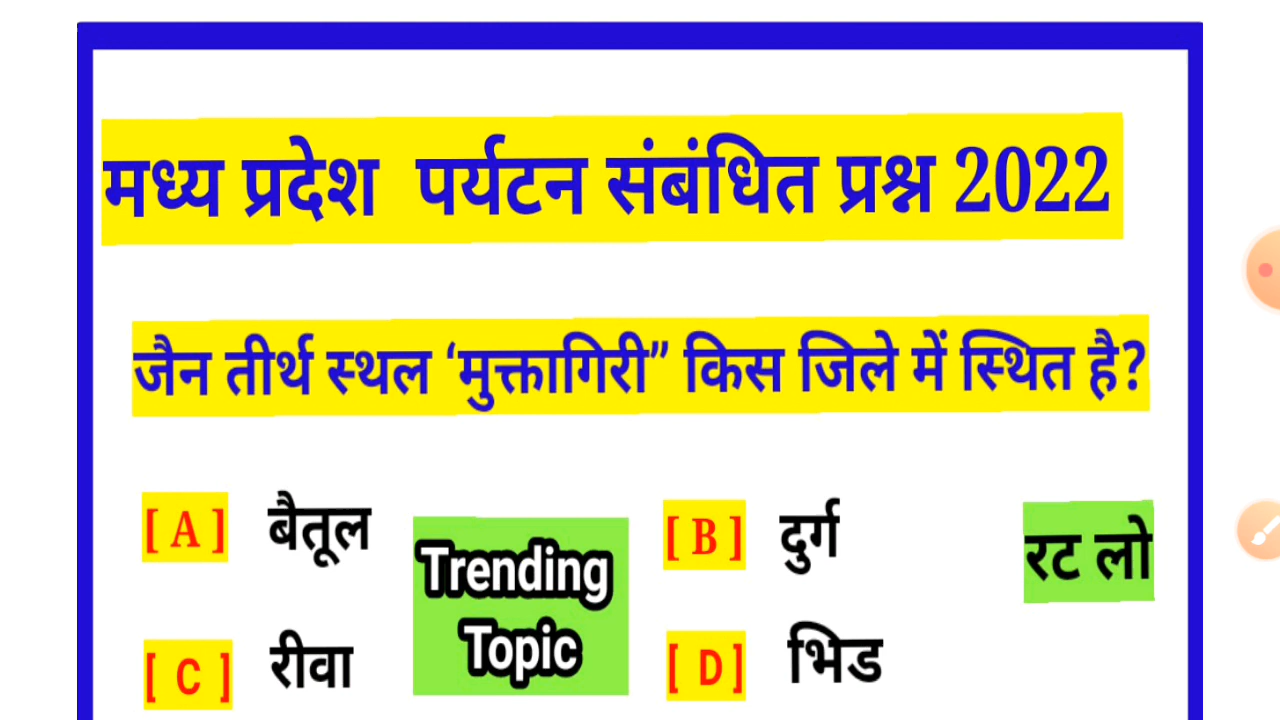 मध्य प्रदेश पर्यटन संबंधित प्रश्न 2022
जैन तीर्थ स्थल ‘मुक्तागिरी” किस जिले में स्थित है?
[ A ] बैतूल
[ B ] दुर्ग
रट लो
Trending
Topic
[ C ] रीवा
[ D ] भिड